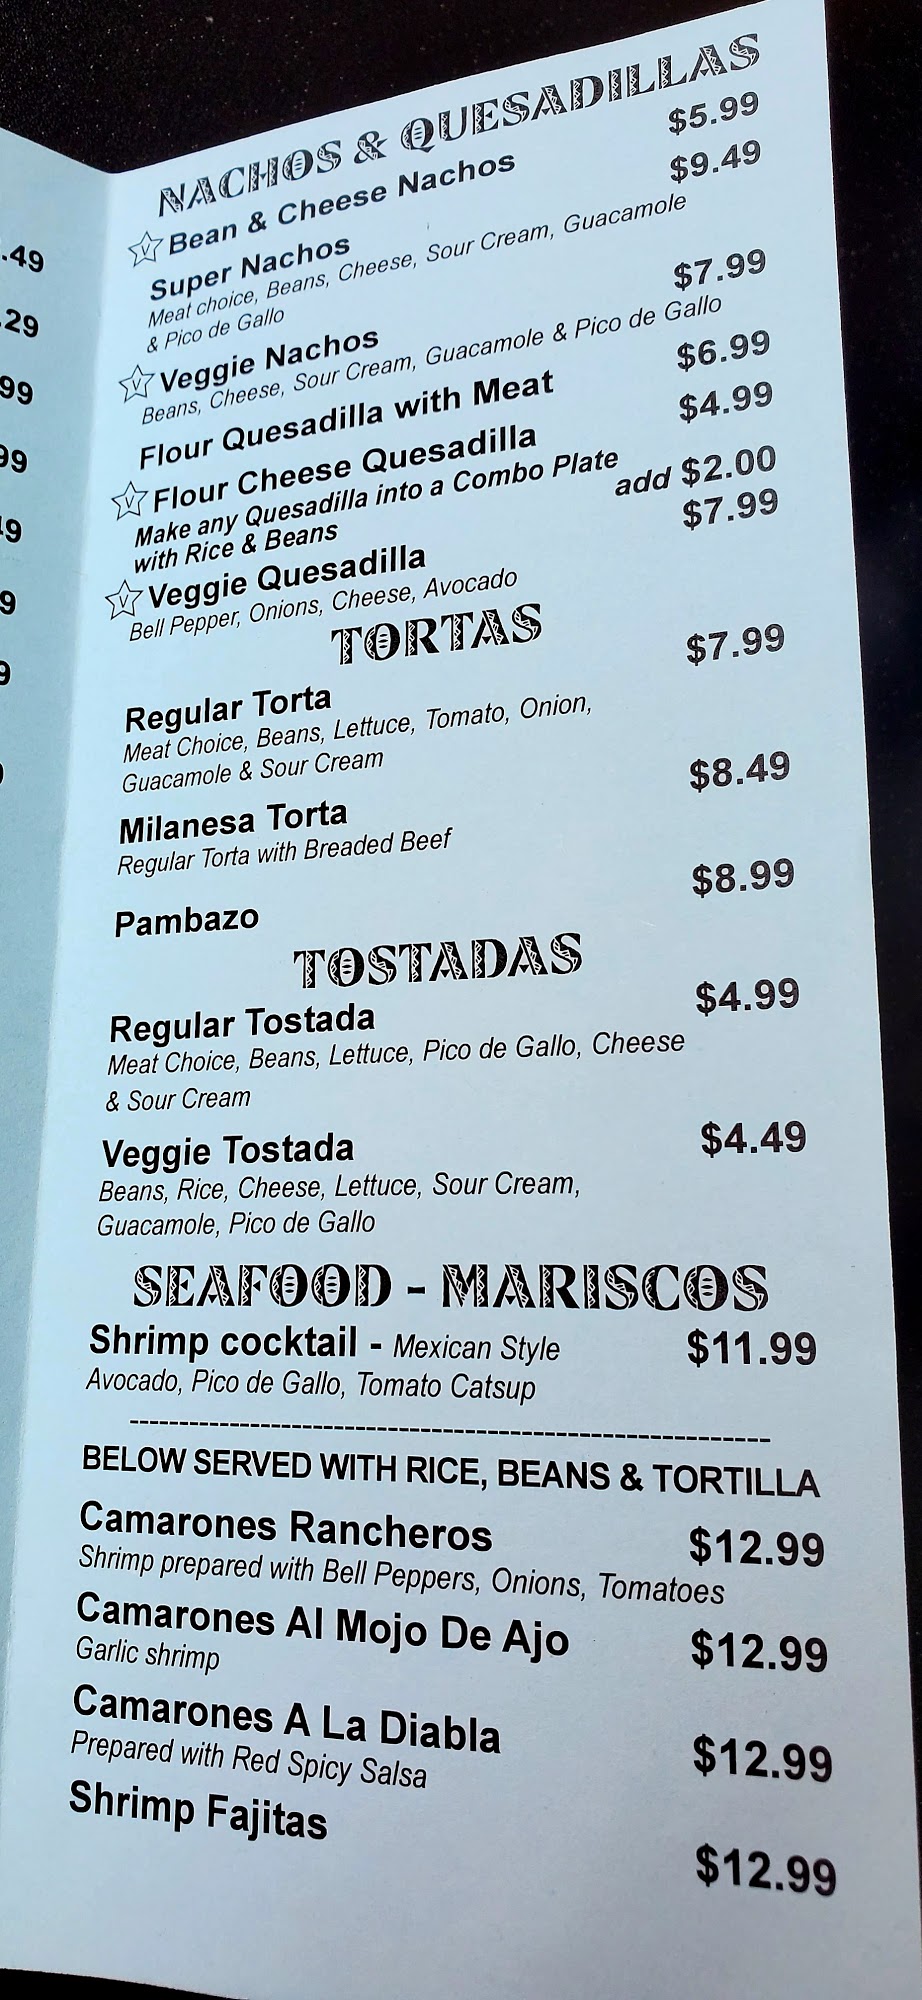 .49
.29
99
99
49
9
9
NACHOS & QUESADILLAS
V Bean & Cheese Nachos $5.99
Super Nachos $9.49
Meat choice, Beans, Cheese, Sour Cream, Guacamole
& Pico de Gallo
V Veggie Nachos $7.99
Beans, Cheese, Sour Cream, Guacamole & Pico de Gallo
Flour Quesadilla with Meat $6.99
V Flour Cheese Quesadilla $4.99
Make any Quesadilla into a Combo Plate add $2.00
with Rice & Beans
V Veggie Quesadilla $7.99
Bell Pepper, Onions, Cheese, Avocado
TORTAS
Regular Torta $7.99
Meat Choice, Beans, Lettuce, Tomato, Onion,
Guacamole & Sour Cream
Milanesa Torta $8.49
Regular Torta with Breaded Beef
Pambazo $8.99
TOSTADAS
Regular Tostada $4.99
Meat Choice, Beans, Lettuce, Pico de Gallo, Cheese
& Sour Cream
Veggie Tostada $4.49
Beans, Rice, Cheese, Lettuce, Sour Cream,
Guacamole, Pico de Gallo
SEAFOOD - MARISCOS
Shrimp cocktail - Mexican Style $11.99
Avocado, Pico de Gallo, Tomato Catsup
BELOW SERVED WITH RICE, BEANS & TORTILLA
Camarones Rancheros $12.99
Shrimp prepared with Bell Peppers, Onions, Tomatoes
Camarones Al Mojo De Ajo $12.99
Garlic shrimp
Camarones A La Diabla $12.99
Prepared with Red Spicy Salsa
Shrimp Fajitas $12.99